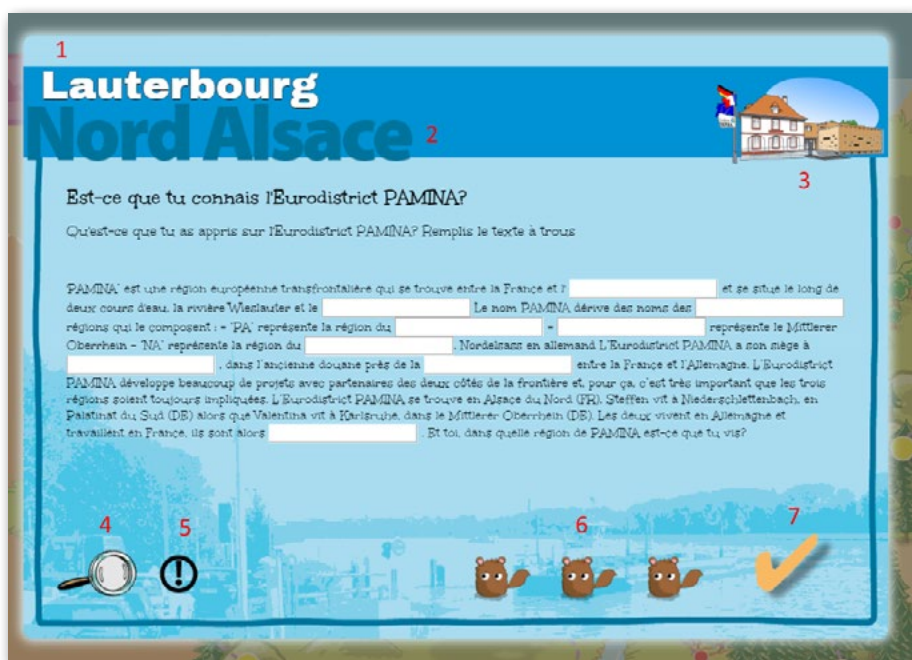 1
Lauterbourg
Nord Alsace 2
3
Est-ce que tu connais l'Eurodistrict PAMINA?
Qu'est-ce que tu as appris sur l'Eurodistrict PAMINA? Remplis le texte à trous
"PAMINA" est une région européenne transfrontalière qui se trouve entre la France et l' et se situe le long de
deux cours d'eau, la rivière Wieslauter et le Le nom PAMINA dérive des noms des
régions qui le composent : - "PA" représente la région du - représente le Mittlerer
Oberrhein - "NA" représente la région du . Nordelsass en allemand L'Eurodistrict PAMINA a son siège à
, dans l'ancienne douane près de la entre la France et l'Allemagne. L'Eurodistrict
PAMINA développe beaucoup de projets avec partenaires des deux côtés de la frontière et, pour ça, c'est très important que les trois
régions soient toujours impliquées. L'Eurodistrict PAMINA se trouve en Alsace du Nord (FR). Steffen vit à Niederschlettenbach, en
Palatinat du Sud (DE) alors que Valentina vit à Karlsruhe, dans le Mittlerer Oberrhein (DE). Les deux vivent en Allemagne et
travaillent en France, ils sont alors . Et toi, dans quelle région de PAMINA est-ce que tu vis?
4 5 6 7